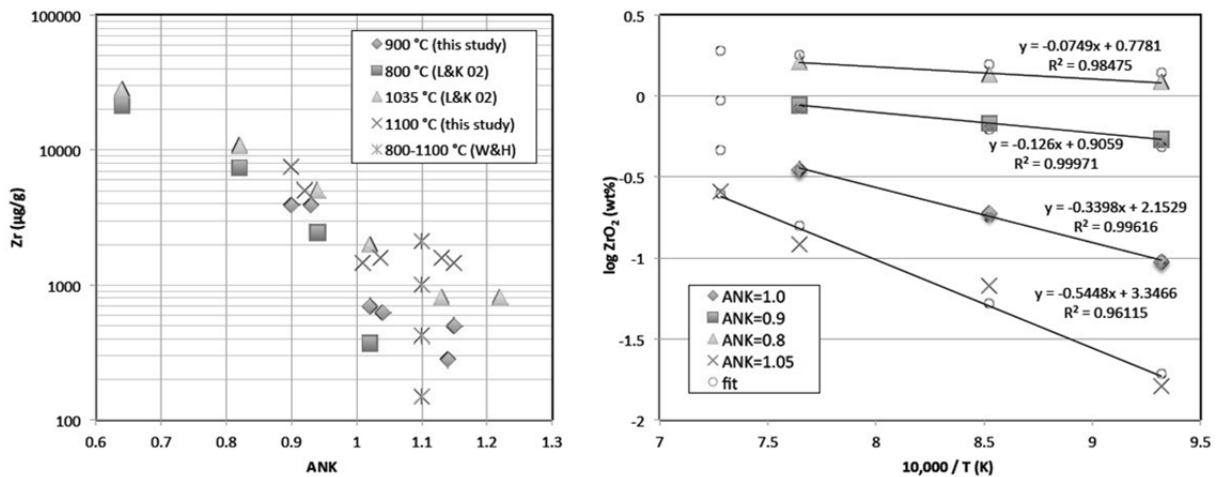 100000
10000
1000
100
Zr (µg/g)
0.6 0.7 0.8 0.9 1 1.1 1.2 1.3
ANK
900 °C (this study)
800 °C (L&K 02)
1035 °C (L&K 02)
1100 °C (this study)
800-1100 °C (W&H)
0.5
0
-0.5
-1
-1.5
-2
log ZrO2 (wt%)
7 7.5 8 8.5 9 9.5
10,000 / T (K)
y = -0.0749x + 0.7781
R² = 0.98475
y = -0.126x + 0.9059
R² = 0.99971
y = -0.3398x + 2.1529
R² = 0.99616
y = -0.5448x + 3.3466
R² = 0.96115
ANK=1.0
ANK=0.9
ANK=0.8
ANK=1.05
fit